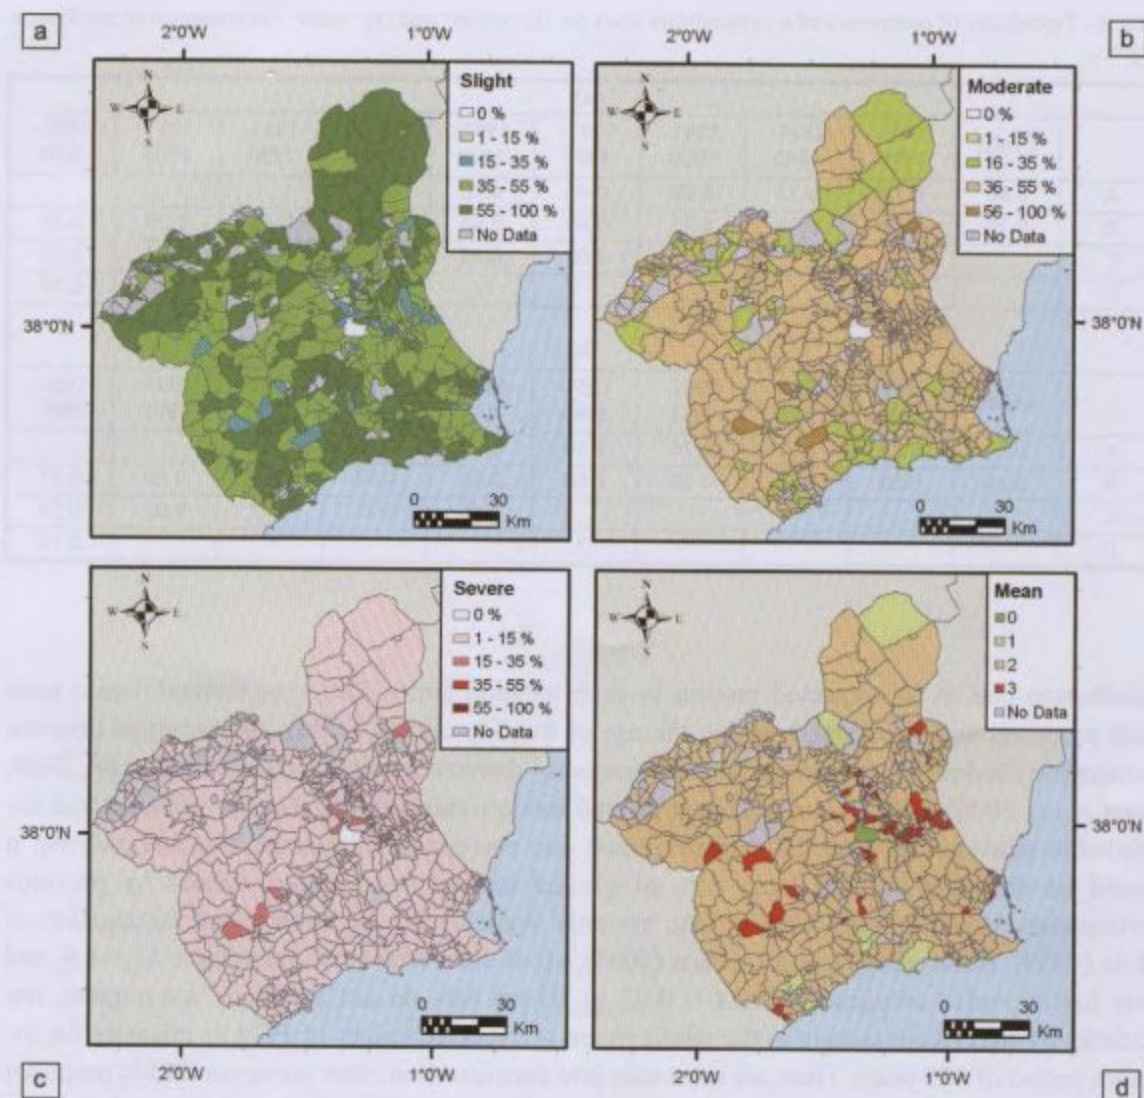 a
2°0'W 1°0'W
N
W E
Slight
0 %
1 - 15 %
15 - 35 %
35 - 55 %
55 - 100 %
No Data
38°0'N
0 30
Km
b
2°0'W 1°0'W
N
W E
Moderate
0 %
1 - 15 %
16 - 35 %
36 - 55 %
56 - 100 %
No Data
38°0'N
0 30
Km
c
N
W E
Severe
0 %
1 - 15 %
15 - 35 %
35 - 55 %
55 - 100 %
No Data
38°0'N
0 30
Km
2°0'W 1°0'W
d
N
W E
Mean
0
1
2
3
No Data
38°0'N
0 30
Km
2°0'W 1°0'W